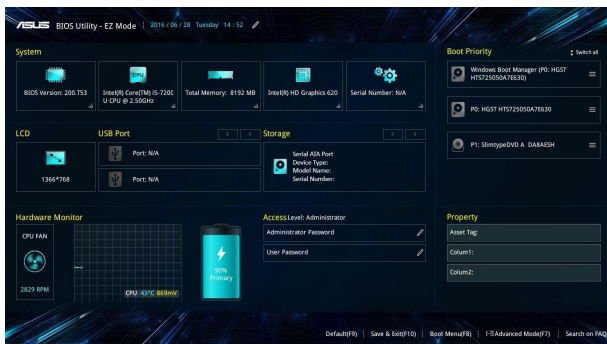 ASUS BIOS Utility - EZ Mode | 2016 / 06 / 28 Tuesday 14 : 52
System
BIOS Version: 200.T53
CPU
Intel(R) Core(TM) i5-7200
U CPU @ 2.50GHz
Total Memory: 8192 MB
Intel(R) HD Graphics 620
Serial Number: N/A
Boot Priority
Switch all
Windows Boot Manager (P0: HGST
HTS725050A7E630)
P0: HGST HTS725050A7E630
P1: SlimtypeDVD A DA8AESH
LCD
1366*768
USB Port
Port: N/A
Port: N/A
Storage
Serial ATA Port
Device Type:
Model Name:
Serial Number:
Hardware Monitor
CPU FAN
2829 RPM
CPU 43°C 869mV
90%
Primary
Access Level: Administrator
Administrator Password
User Password
Property
Asset Tag:
Colum1:
Colum2:
Default(F9) | Save & Exit(F10) | Boot Menu(F8) | Advanced Mode(F7) | Search on FAQ